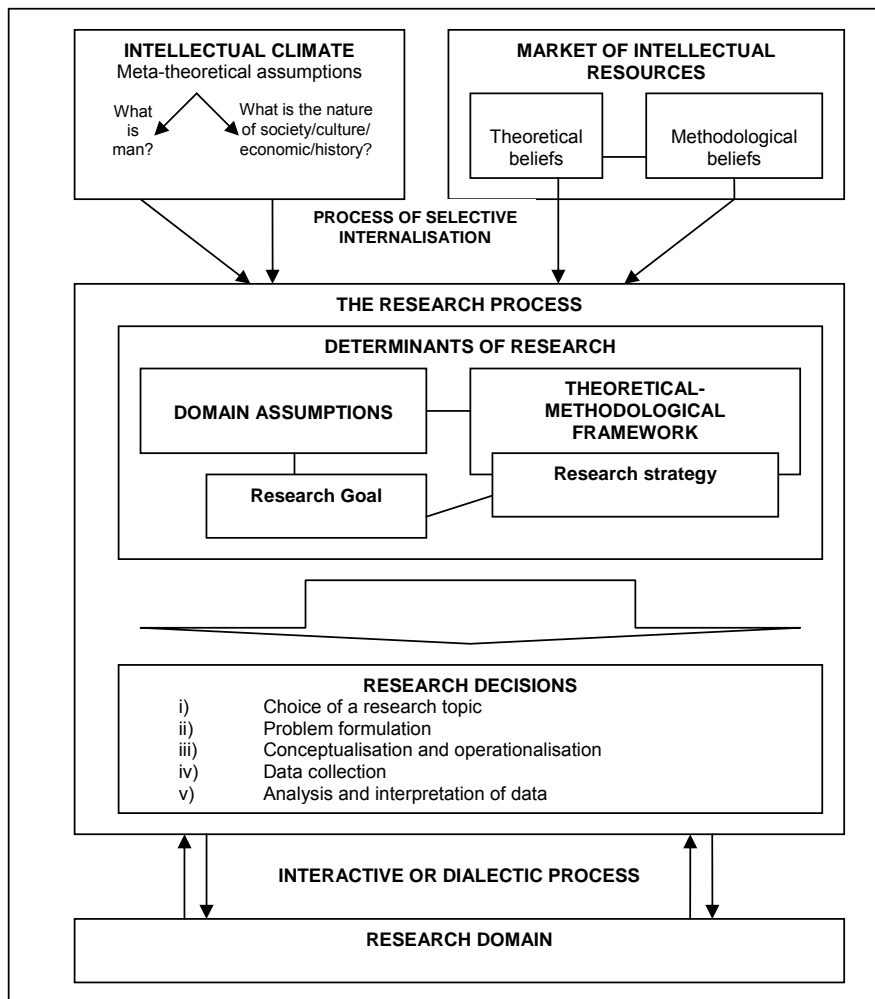 INTELLECTUAL CLIMATE
Meta-theoretical assumptions
What
is
man?
What is the nature
of society/culture/
economic/history?
MARKET OF INTELLECTUAL
RESOURCES
Theoretical
beliefs
Methodological
beliefs
PROCESS OF SELECTIVE
INTERNALISATION
THE RESEARCH PROCESS
DETERMINANTS OF RESEARCH
DOMAIN ASSUMPTIONS
THEORETICAL-
METHODOLOGICAL
FRAMEWORK
Research strategy
Research Goal
RESEARCH DECISIONS
i) Choice of a research topic
ii) Problem formulation
iii) Conceptualisation and operationalisation
iv) Data collection
v) Analysis and interpretation of data
INTERACTIVE OR DIALECTIC PROCESS
RESEARCH DOMAIN